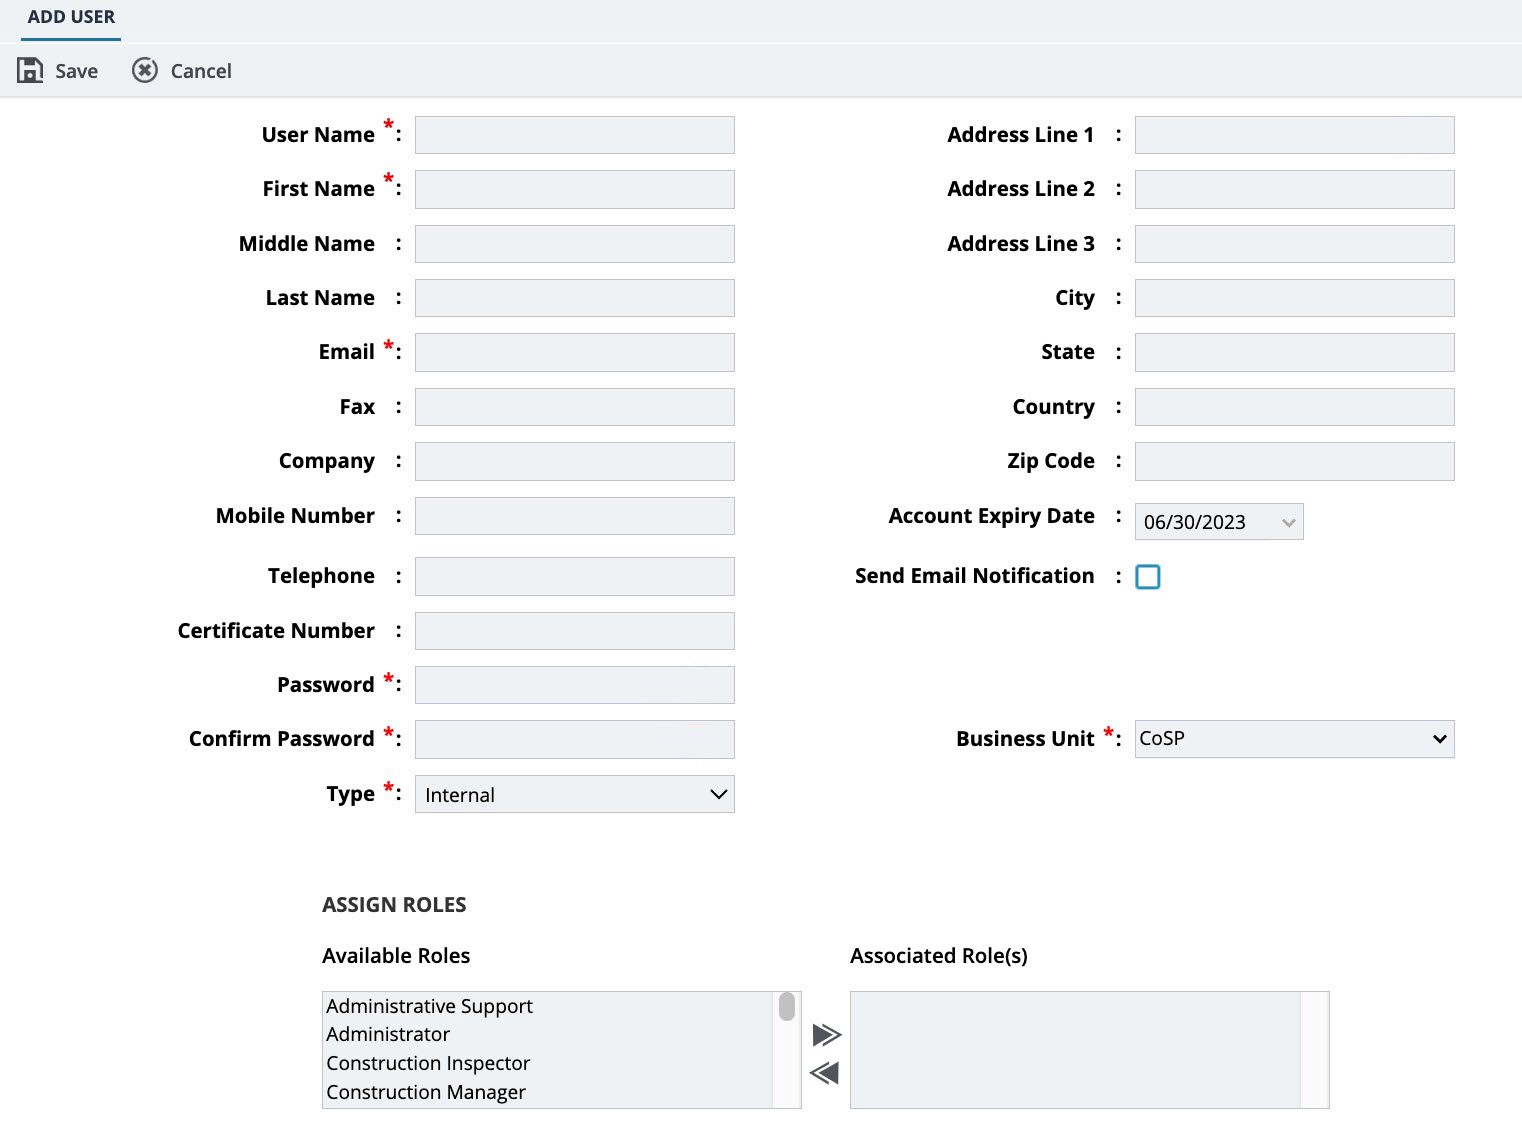 ADD USER
Save Cancel
User Name *:
First Name *:
Middle Name :
Last Name :
Email *:
Fax :
Company :
Mobile Number :
Telephone :
Certificate Number :
Password *:
Confirm Password *:
Type *: Internal
Address Line 1 :
Address Line 2 :
Address Line 3 :
City :
State :
Country :
Zip Code :
Account Expiry Date : 06/30/2023
Send Email Notification :
Business Unit *: CoSP
ASSIGN ROLES
Available Roles
Administrative Support
Administrator
Construction Inspector
Construction Manager
Associated Role(s)